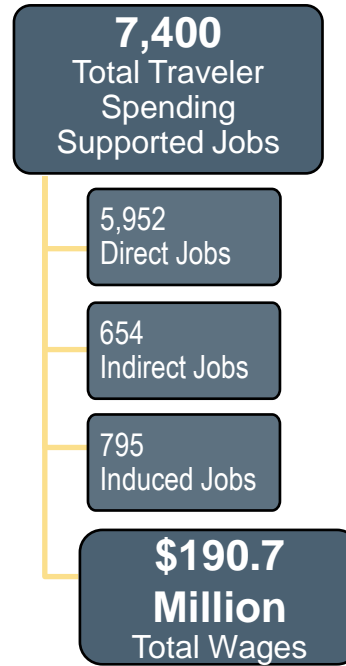 7,400
Total Traveler
Spending
Supported Jobs
5,952
Direct Jobs
654
Indirect Jobs
795
Induced Jobs
$190.7
Million
Total Wages